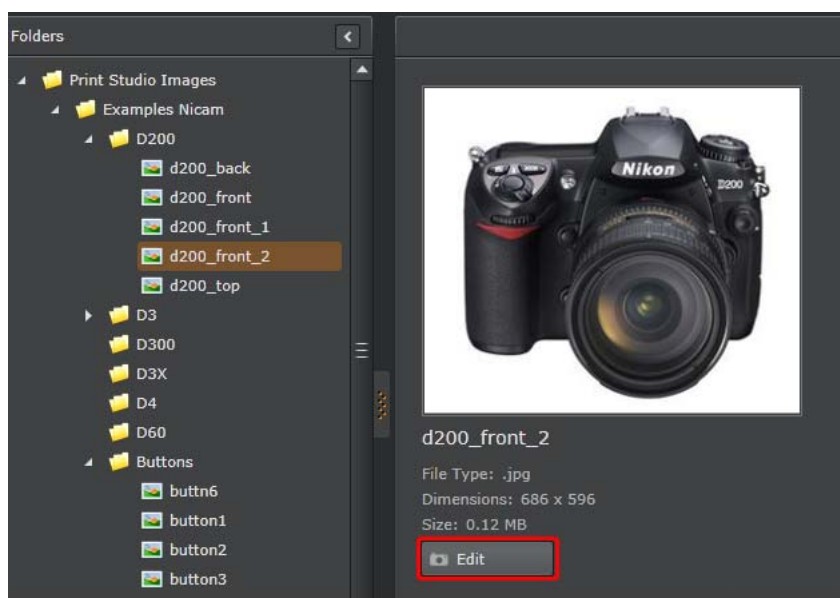 Folders
Print Studio Images
Examples Nicam
D200
d200_back
d200_front
d200_front_1
d200_front_2
d200_top
D3
D300
D3X
D4
D60
Buttons
buttn6
button1
button2
button3
Nikon
D200
d200_front_2
File Type: .jpg
Dimensions: 686 x 596
Size: 0.12 MB
Edit